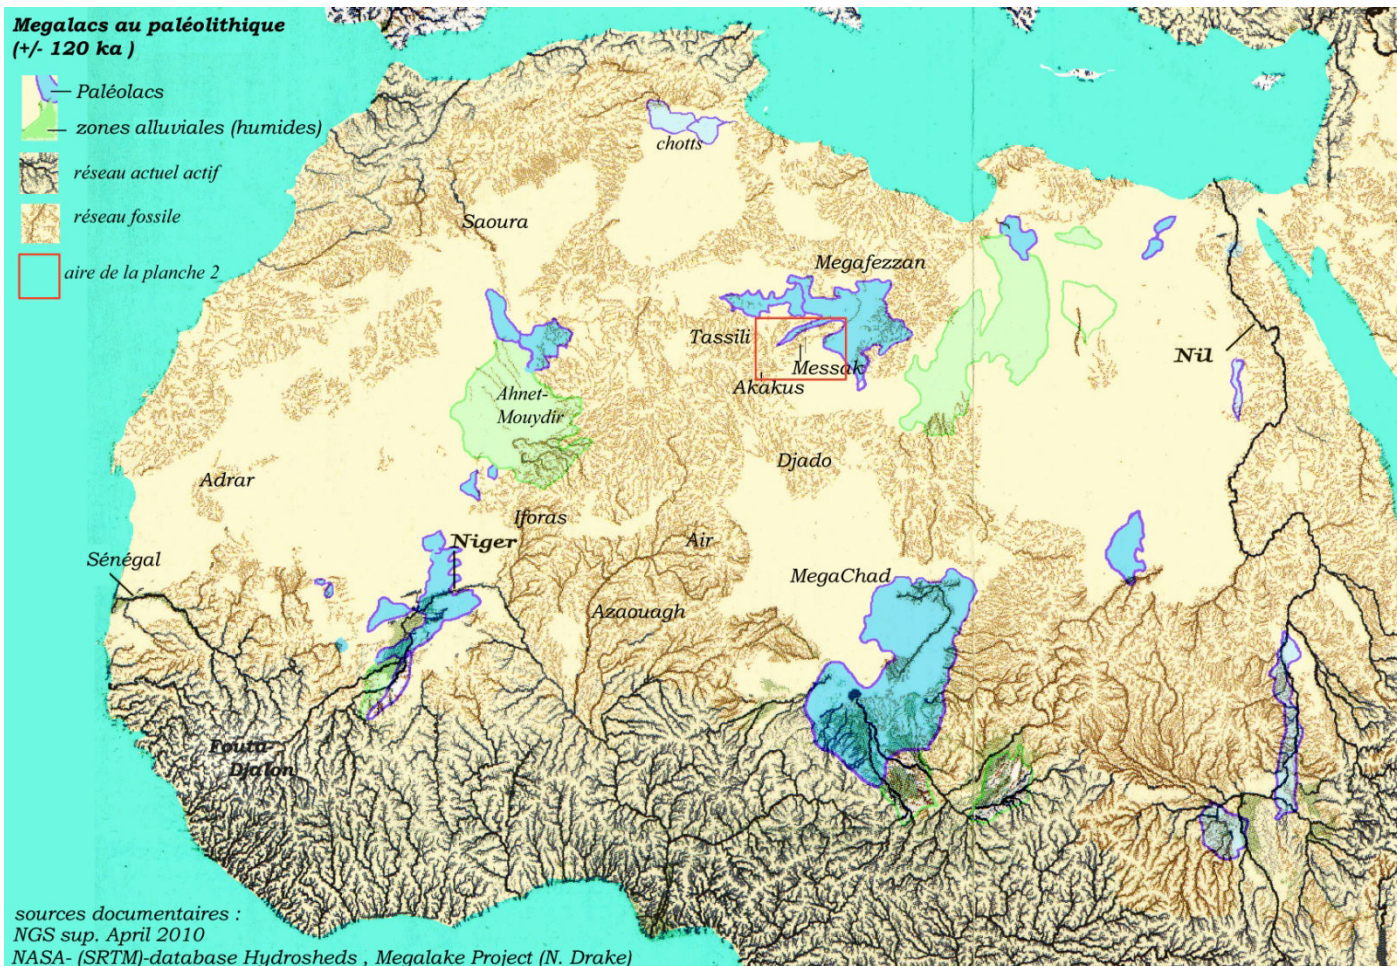 Megalacs au paléolithique
(+/- 120 ka )
Paléolacs
zones alluviales (humides)
réseau actuel actif
réseau fossile
aire de la planche 2
chotts
Saoura
Megafezzan
Tassili
Messak
Akakus
Nil
Ahnet-
Mouydir
Djado
Adrar
Iforas
Niger
Air
Sénégal
MegaChad
Azaouagh
Fouta-
Djalon
sources documentaires :
NGS sup. April 2010
NASA- (SRTM)-database Hydrosheds , Megalake Project (N. Drake)